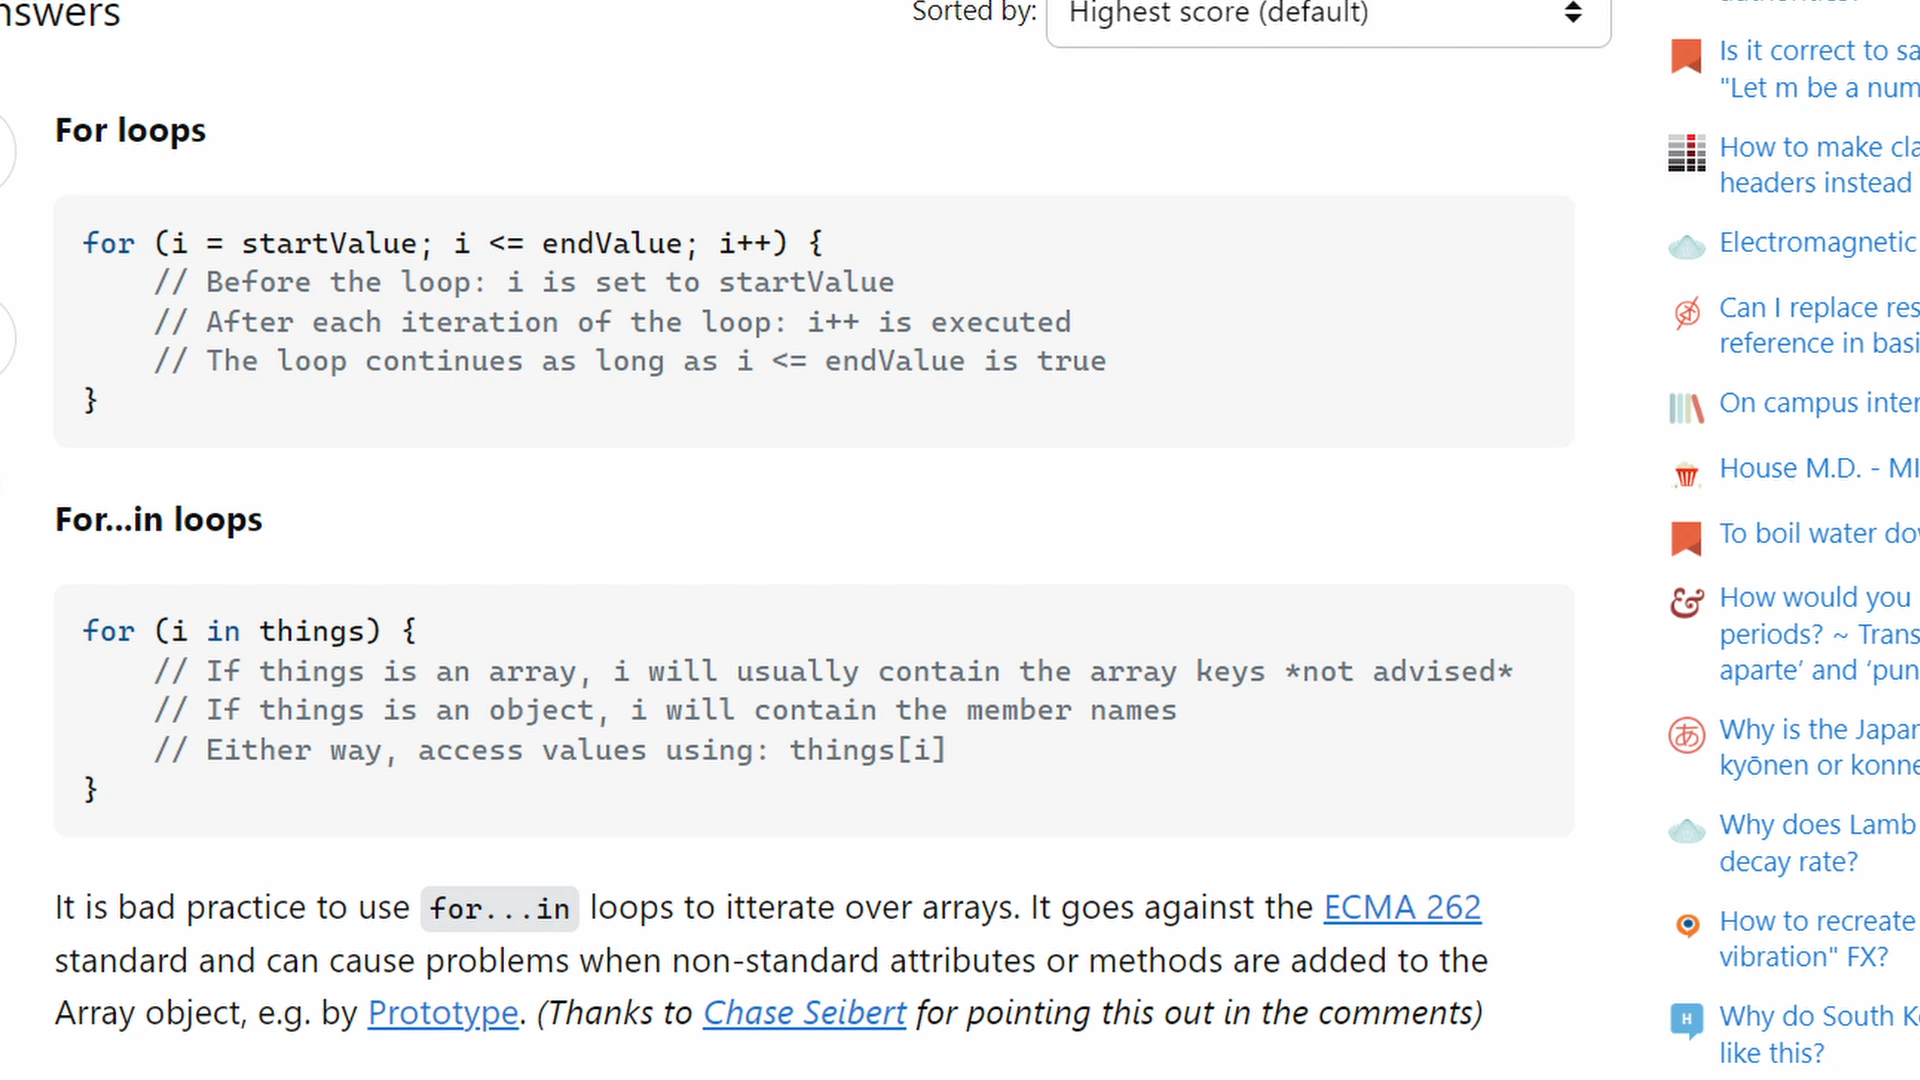 nswers
Sorted by: Highest score (default)
For loops
for (i = startValue; i <= endValue; i++) {
    // Before the loop: i is set to startValue
    // After each iteration of the loop: i++ is executed
    // The loop continues as long as i <= endValue is true
}
For...in loops
for (i in things) {
    // If things is an array, i will usually contain the array keys *not advised*
    // If things is an object, i will contain the member names
    // Either way, access values using: things[i]
}
It is bad practice to use for...in loops to itterate over arrays. It goes against the ECMA 262
standard and can cause problems when non-standard attributes or methods are added to the
Array object, e.g. by Prototype. (Thanks to Chase Seibert for pointing this out in the comments)
Is it correct to sa
"Let m be a num
How to make cla
headers instead
Electromagnetic
Can I replace res
reference in basi
On campus inter
House M.D. - MI
To boil water do
How would you
periods? ~ Trans
aparte’ and ‘pun
あ
Why is the Japar
kyōnen or konne
Why does Lamb
decay rate?
How to recreate
vibration" FX?
H
Why do South K
like this?